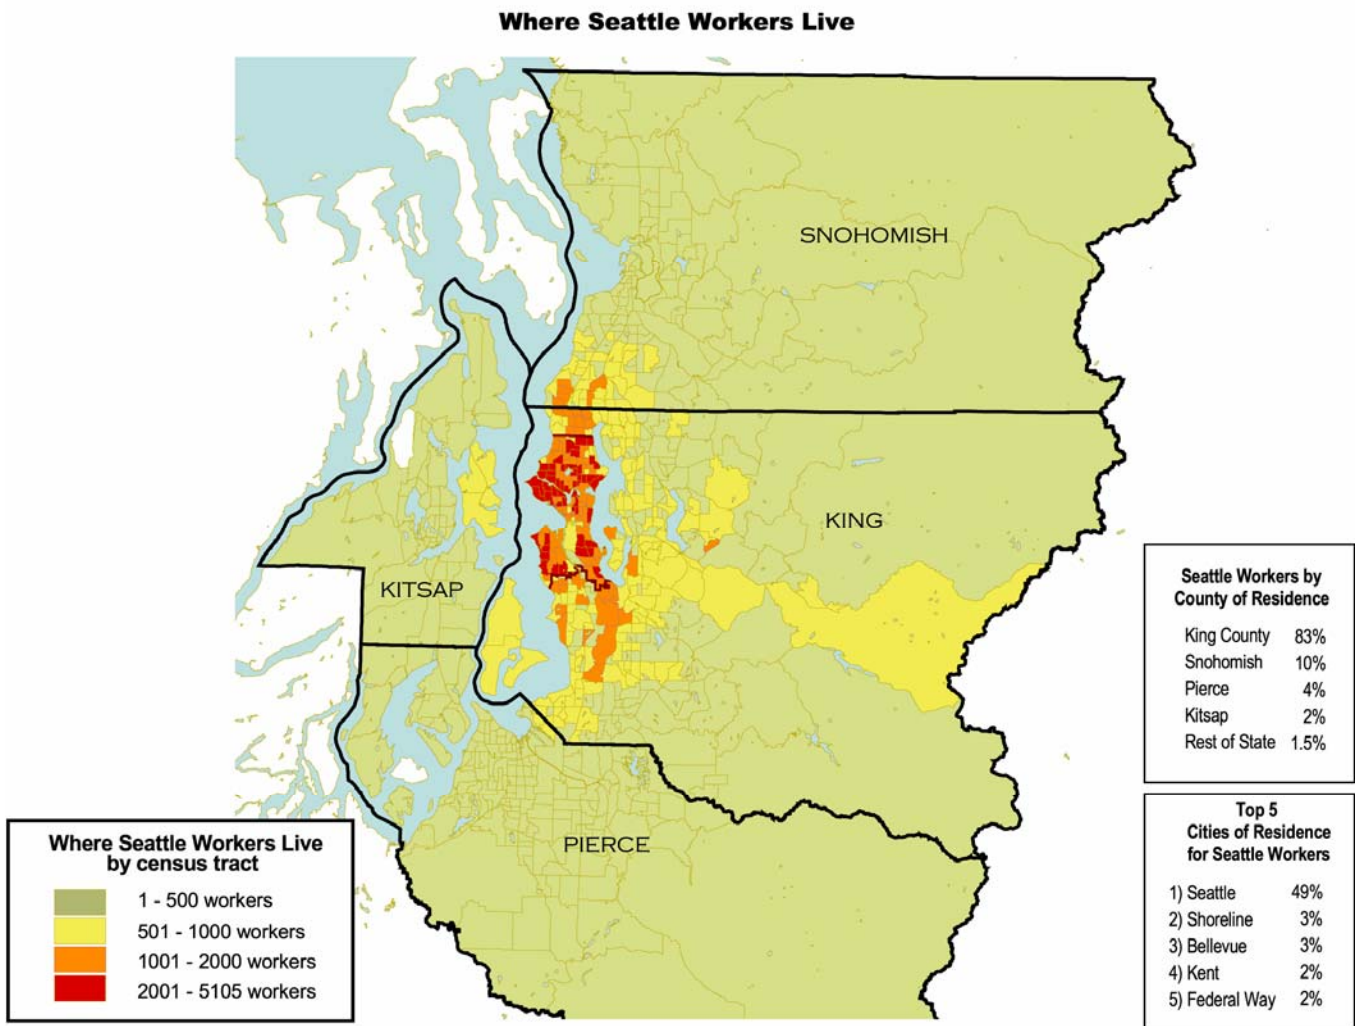 Where Seattle Workers Live
SNOHOMISH
KING
KITSAP
PIERCE
Seattle Workers by
County of Residence
King County 83%
Snohomish 10%
Pierce 4%
Kitsap 2%
Rest of State 1.5%
Top 5
Cities of Residence
for Seattle Workers
1) Seattle 49%
2) Shoreline 3%
3) Bellevue 3%
4) Kent 2%
5) Federal Way 2%
Where Seattle Workers Live
by census tract
1 - 500 workers
501 - 1000 workers
1001 - 2000 workers
2001 - 5105 workers